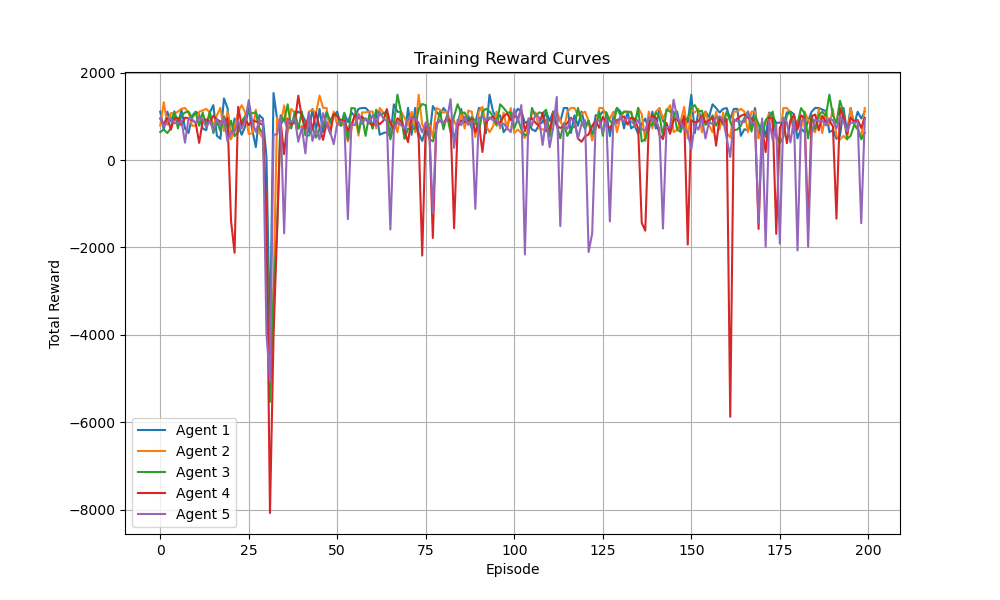 Training Reward Curves
2000
0
−2000
−4000
−6000
−8000
Total Reward
Agent 1
Agent 2
Agent 3
Agent 4
Agent 5
0 25 50 75 100 125 150 175 200
Episode